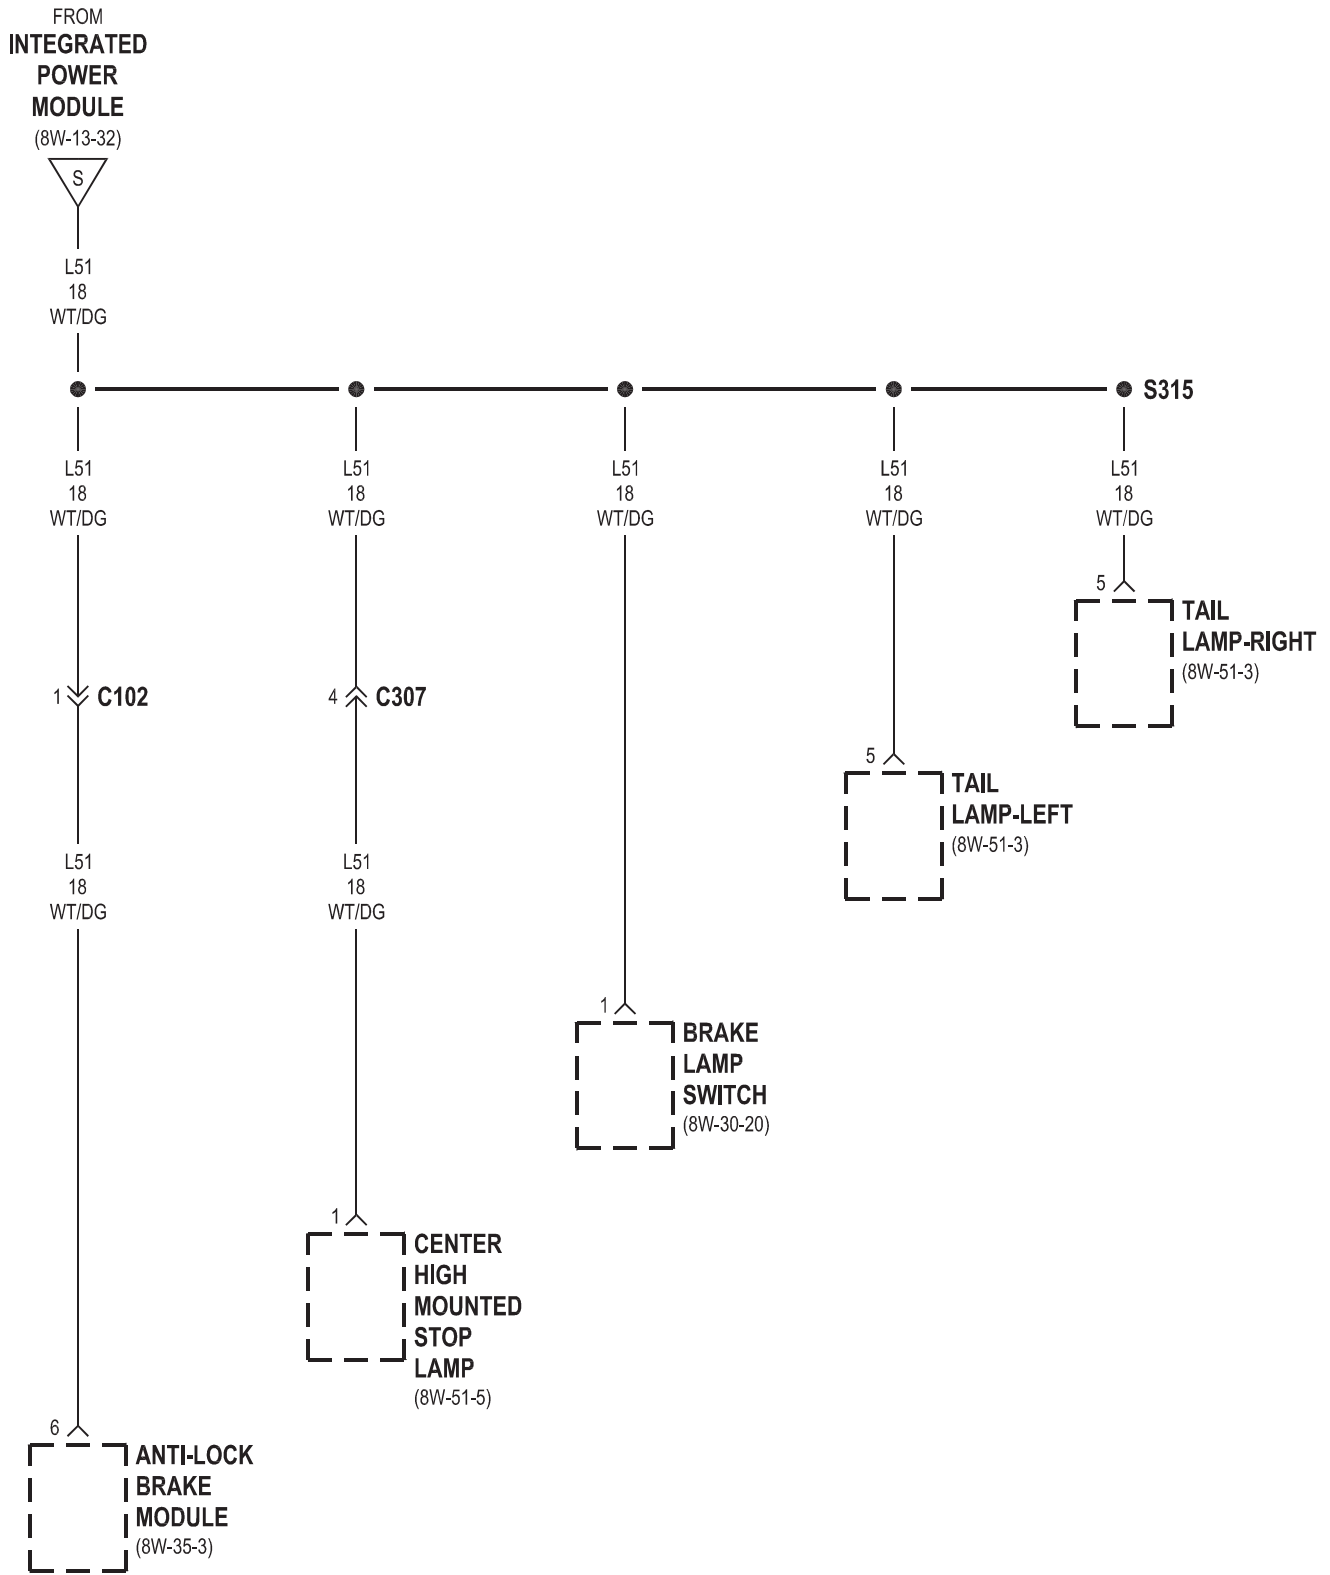 FROM
INTEGRATED
POWER
MODULE
(8W-13-32)
S
L51
18
WT/DG
S315
L51
18
WT/DG
L51
18
WT/DG
L51
18
WT/DG
L51
18
WT/DG
L51
18
WT/DG
5
TAIL
LAMP-RIGHT
(8W-51-3)
1
C102
4
C307
5
TAIL
LAMP-LEFT
(8W-51-3)
L51
18
WT/DG
L51
18
WT/DG
1
BRAKE
LAMP
SWITCH
(8W-30-20)
1
CENTER
HIGH
MOUNTED
STOP
LAMP
(8W-51-5)
6
ANTI-LOCK
BRAKE
MODULE
(8W-35-3)